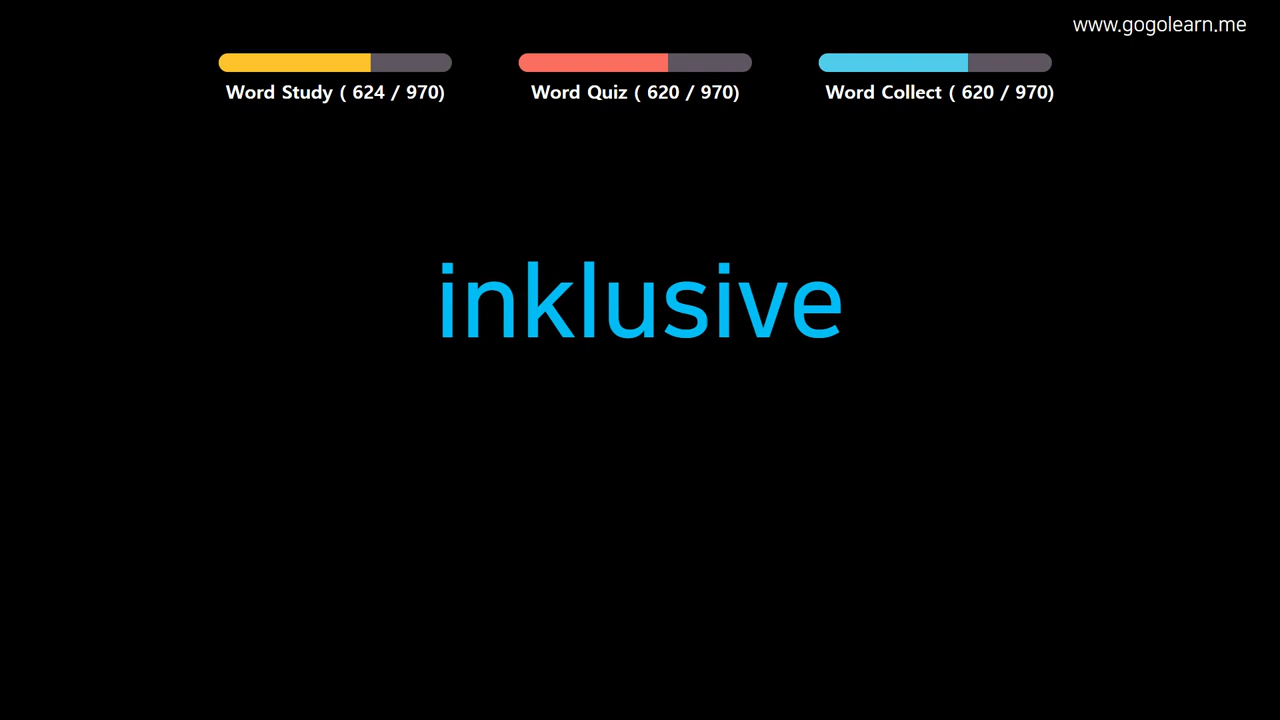 www.gogolearn.me
Word Study ( 624 / 970)
Word Quiz ( 620 / 970)
Word Collect ( 620 / 970)
inklusive